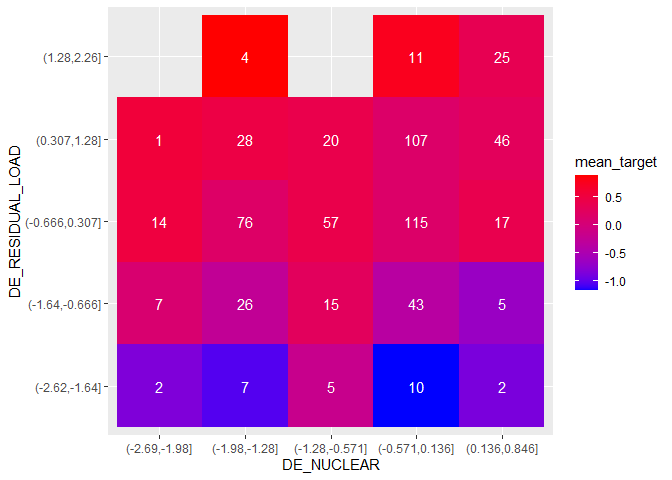 (1.28,2.26] 4 11 25
(0.307,1.28] 1 28 20 107 46
(-0.666,0.307] 14 76 57 115 17
(-1.64,-0.666] 7 26 15 43 5
(-2.62,-1.64] 2 7 5 10 2
DE_RESIDUAL_LOAD
(-2.69,-1.98] (-1.98,-1.28] (-1.28,-0.571] (-0.571,0.136] (0.136,0.846]
DE_NUCLEAR
mean_target
0.5
0.0
-0.5
-1.0